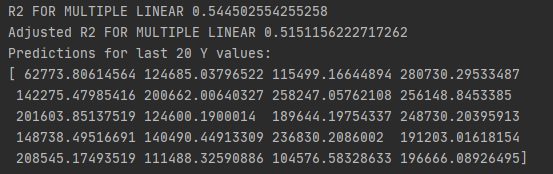 R2 FOR MULTIPLE LINEAR 0.544502554255258
Adjusted R2 FOR MULTIPLE LINEAR 0.5151156222717262
Predictions for last 20 Y values:
[ 62773.80614564 124685.03796522 115499.16644894 280730.29533487
 142275.47985416 200662.00640327 258247.05762108 256148.8453385
 201603.85137519 124600.1900014  189644.19754337 248730.20395913
 148738.49516691 140490.44913309 236830.2086002  191203.01618154
 208545.17493519 111488.32590886 104576.58328633 196666.08926495]